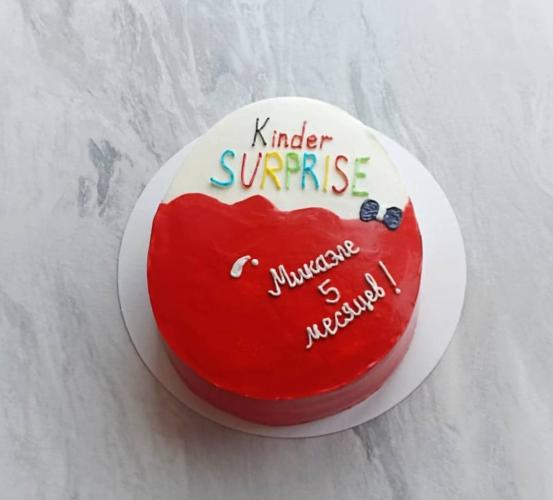 Kinder
SURPRISE
Микаэле
5
месяцев!